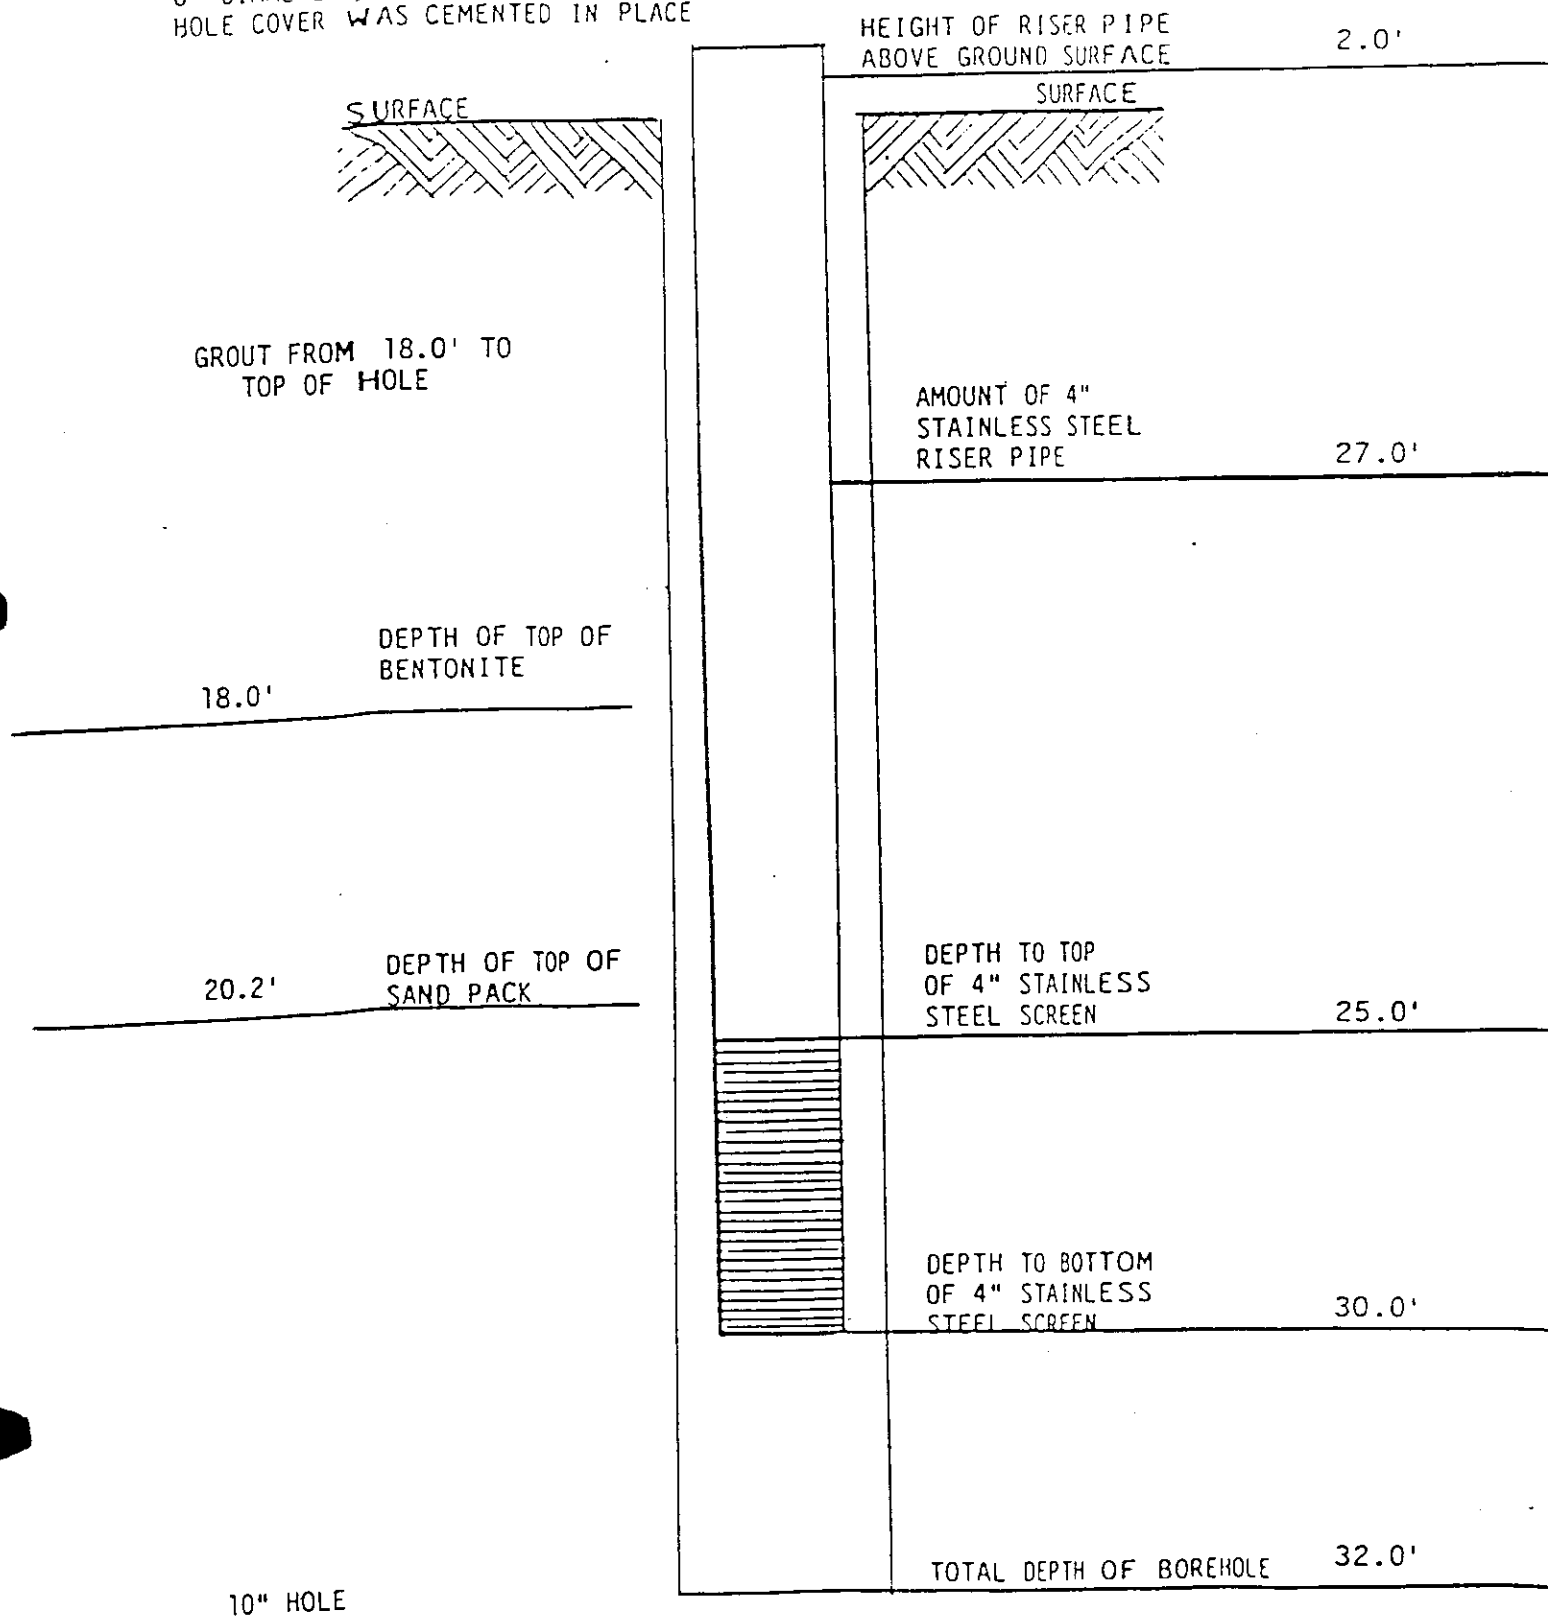 HOLE COVER WAS CEMENTED IN PLACE
HEIGHT OF RISER PIPE
ABOVE GROUND SURFACE
2.0'
SURFACE
SURFACE
GROUT FROM 18.0' TO
TOP OF HOLE
AMOUNT OF 4"
STAINLESS STEEL
RISER PIPE
27.0'
DEPTH OF TOP OF
BENTONITE
18.0'
DEPTH OF TOP OF
SAND PACK
20.2'
DEPTH TO TOP
OF 4" STAINLESS
STEEL SCREEN
25.0'
DEPTH TO BOTTOM
OF 4" STAINLESS
STEEL SCREEN
30.0'
TOTAL DEPTH OF BOREHOLE
32.0'
10" HOLE